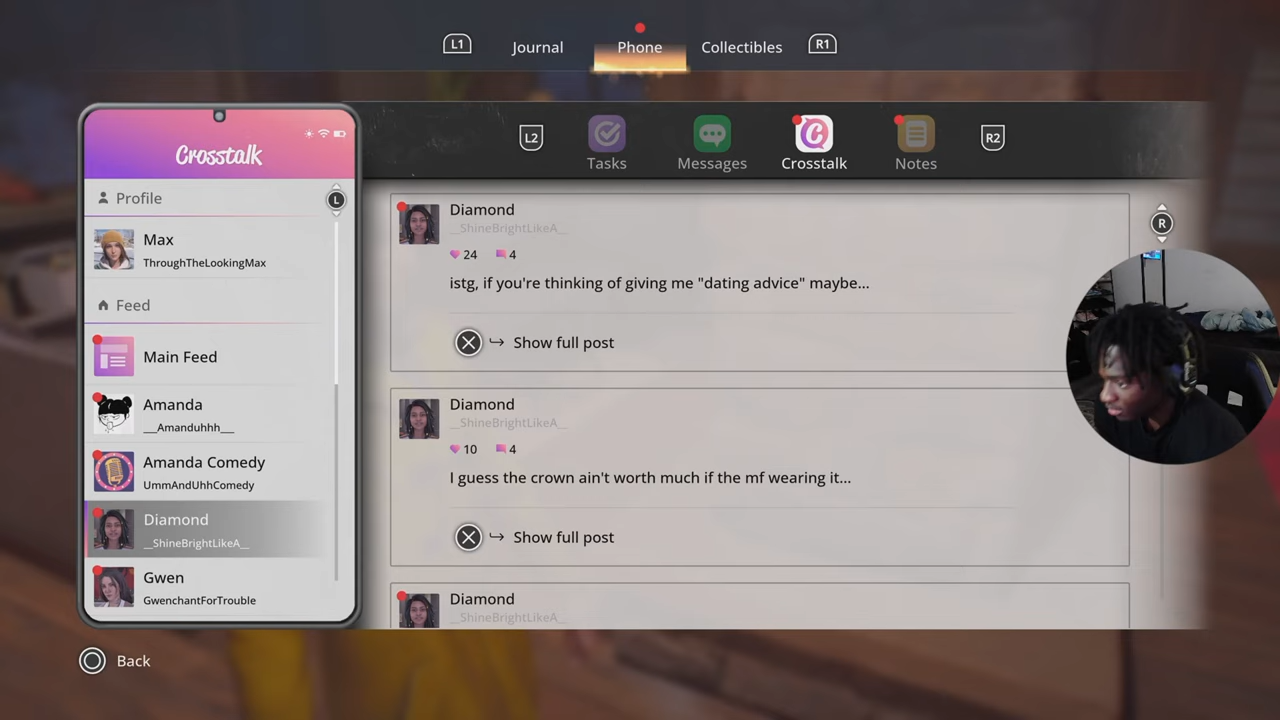 L1
Journal
Phone
Collectibles
R1
Crosstalk
Profile
L
Max
ThroughTheLookingMax
Feed
Main Feed
Amanda
___Amanduhhh___
Amanda Comedy
UmmAndUhhComedy
Diamond
__ShineBrightLikeA__
Gwen
GwenchantForTrouble
Back
L2
Tasks
Messages
Crosstalk
Notes
R2
R
Diamond
__ShineBrightLikeA__
24
4
istg, if you're thinking of giving me "dating advice" maybe...
Show full post
Diamond
__ShineBrightLikeA__
10
4
I guess the crown ain't worth much if the mf wearing it...
Show full post
Diamond
__ShineBrightLikeA__